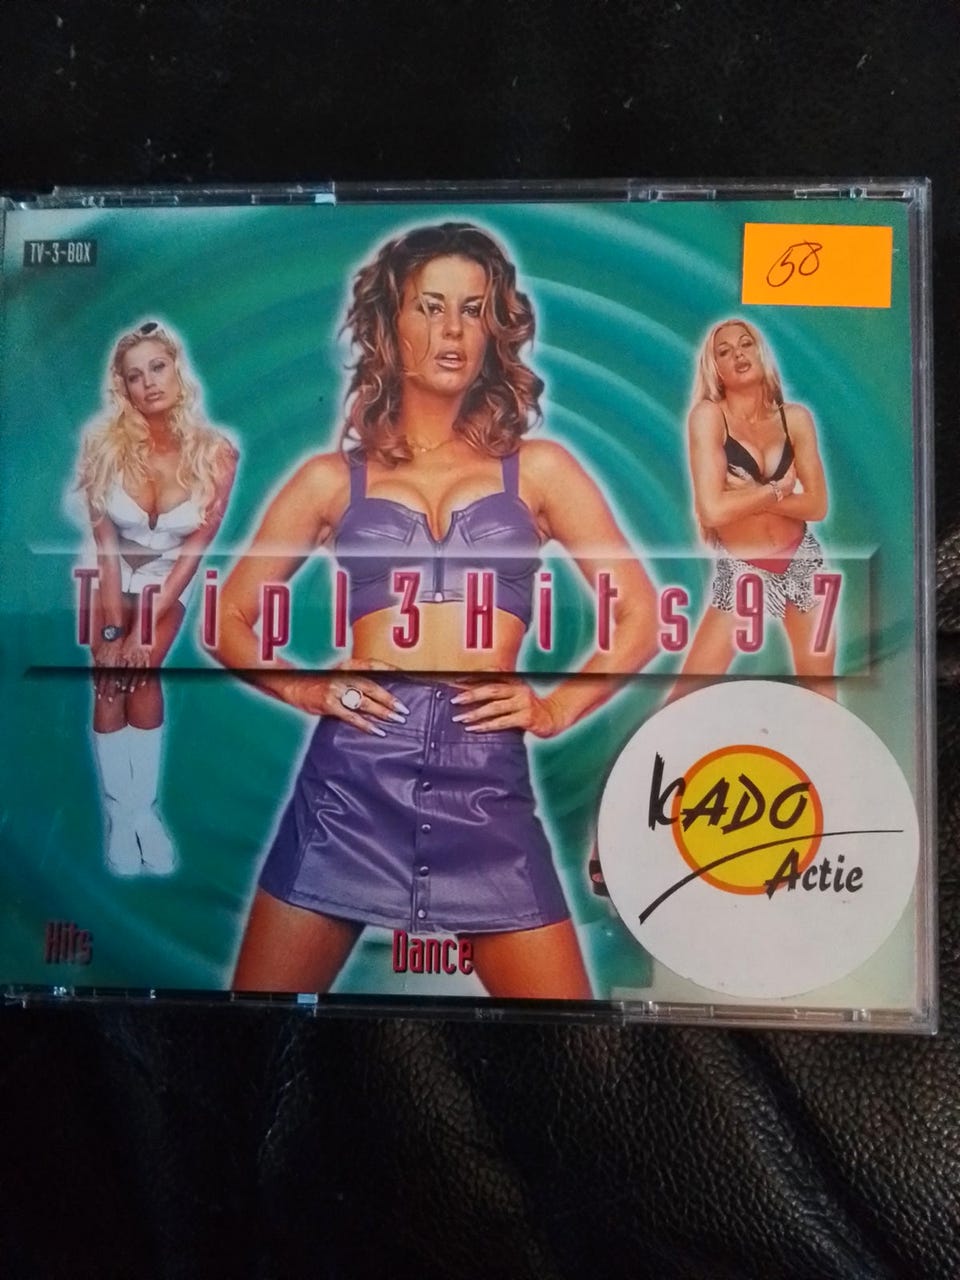 TV-3-BOX
58
Tripl3Hits97
KADO
Actie
Hits
Dance